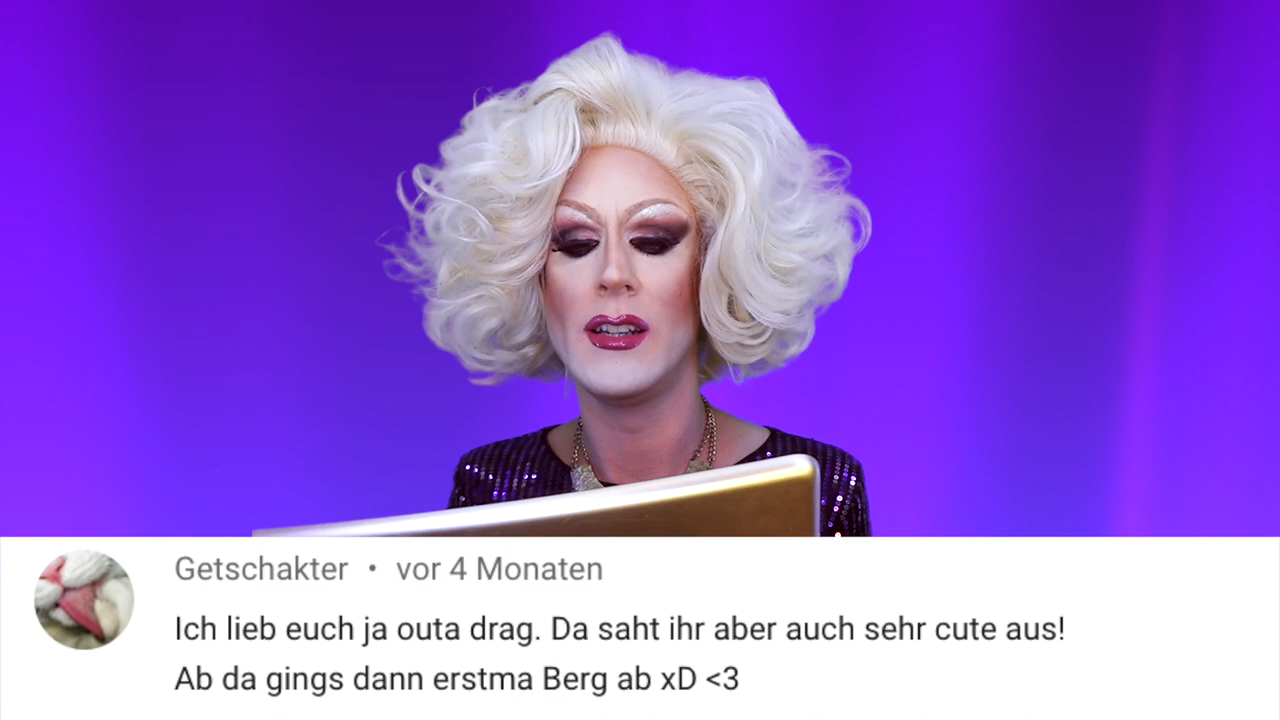 Getschakter • vor 4 Monaten
Ich lieb euch ja outa drag. Da saht ihr aber auch sehr cute aus!
Ab da gings dann erstma Berg ab xD <3